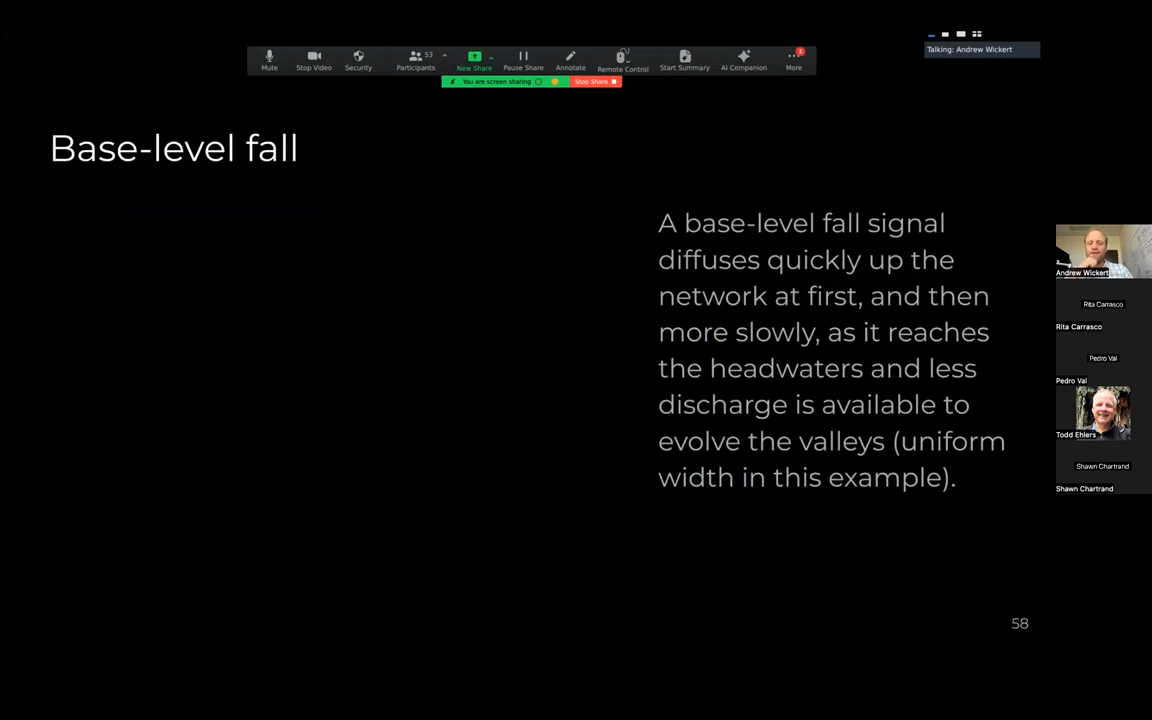 Talking: Andrew Wickert
53
1
Mute
Stop Video
Security
Participants
New Share
Pause Share
Annotate
Remote Control
Start Summary
AI Companion
More
You are screen sharing
Stop Share
Base-level fall
A base-level fall signal
diffuses quickly up the
network at first, and then
more slowly, as it reaches
the headwaters and less
discharge is available to
evolve the valleys (uniform
width in this example).
58
Andrew Wickert
Rita Carrasco
Rita Carrasco
Pedro Val
Pedro Val
Todd Ehlers
Shawn Chartrand
Shawn Chartrand